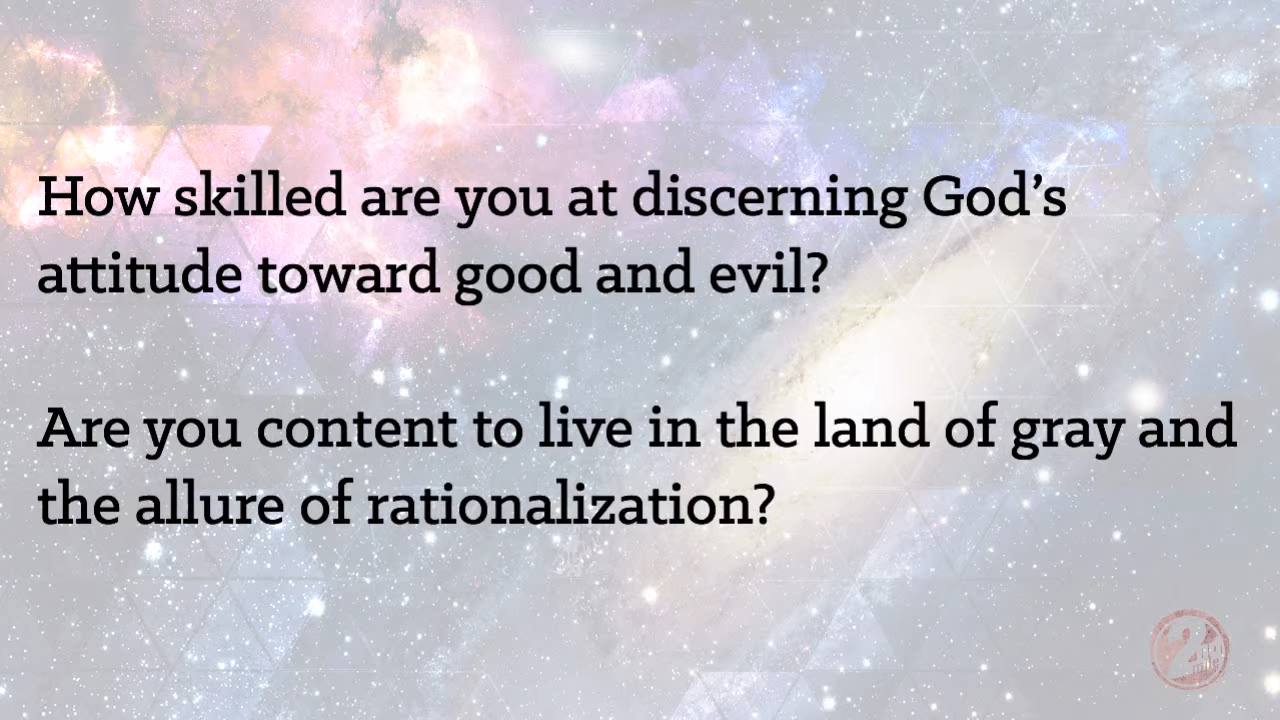 How skilled are you at discerning God’s
attitude toward good and evil?
Are you content to live in the land of gray and
the allure of rationalization?
2